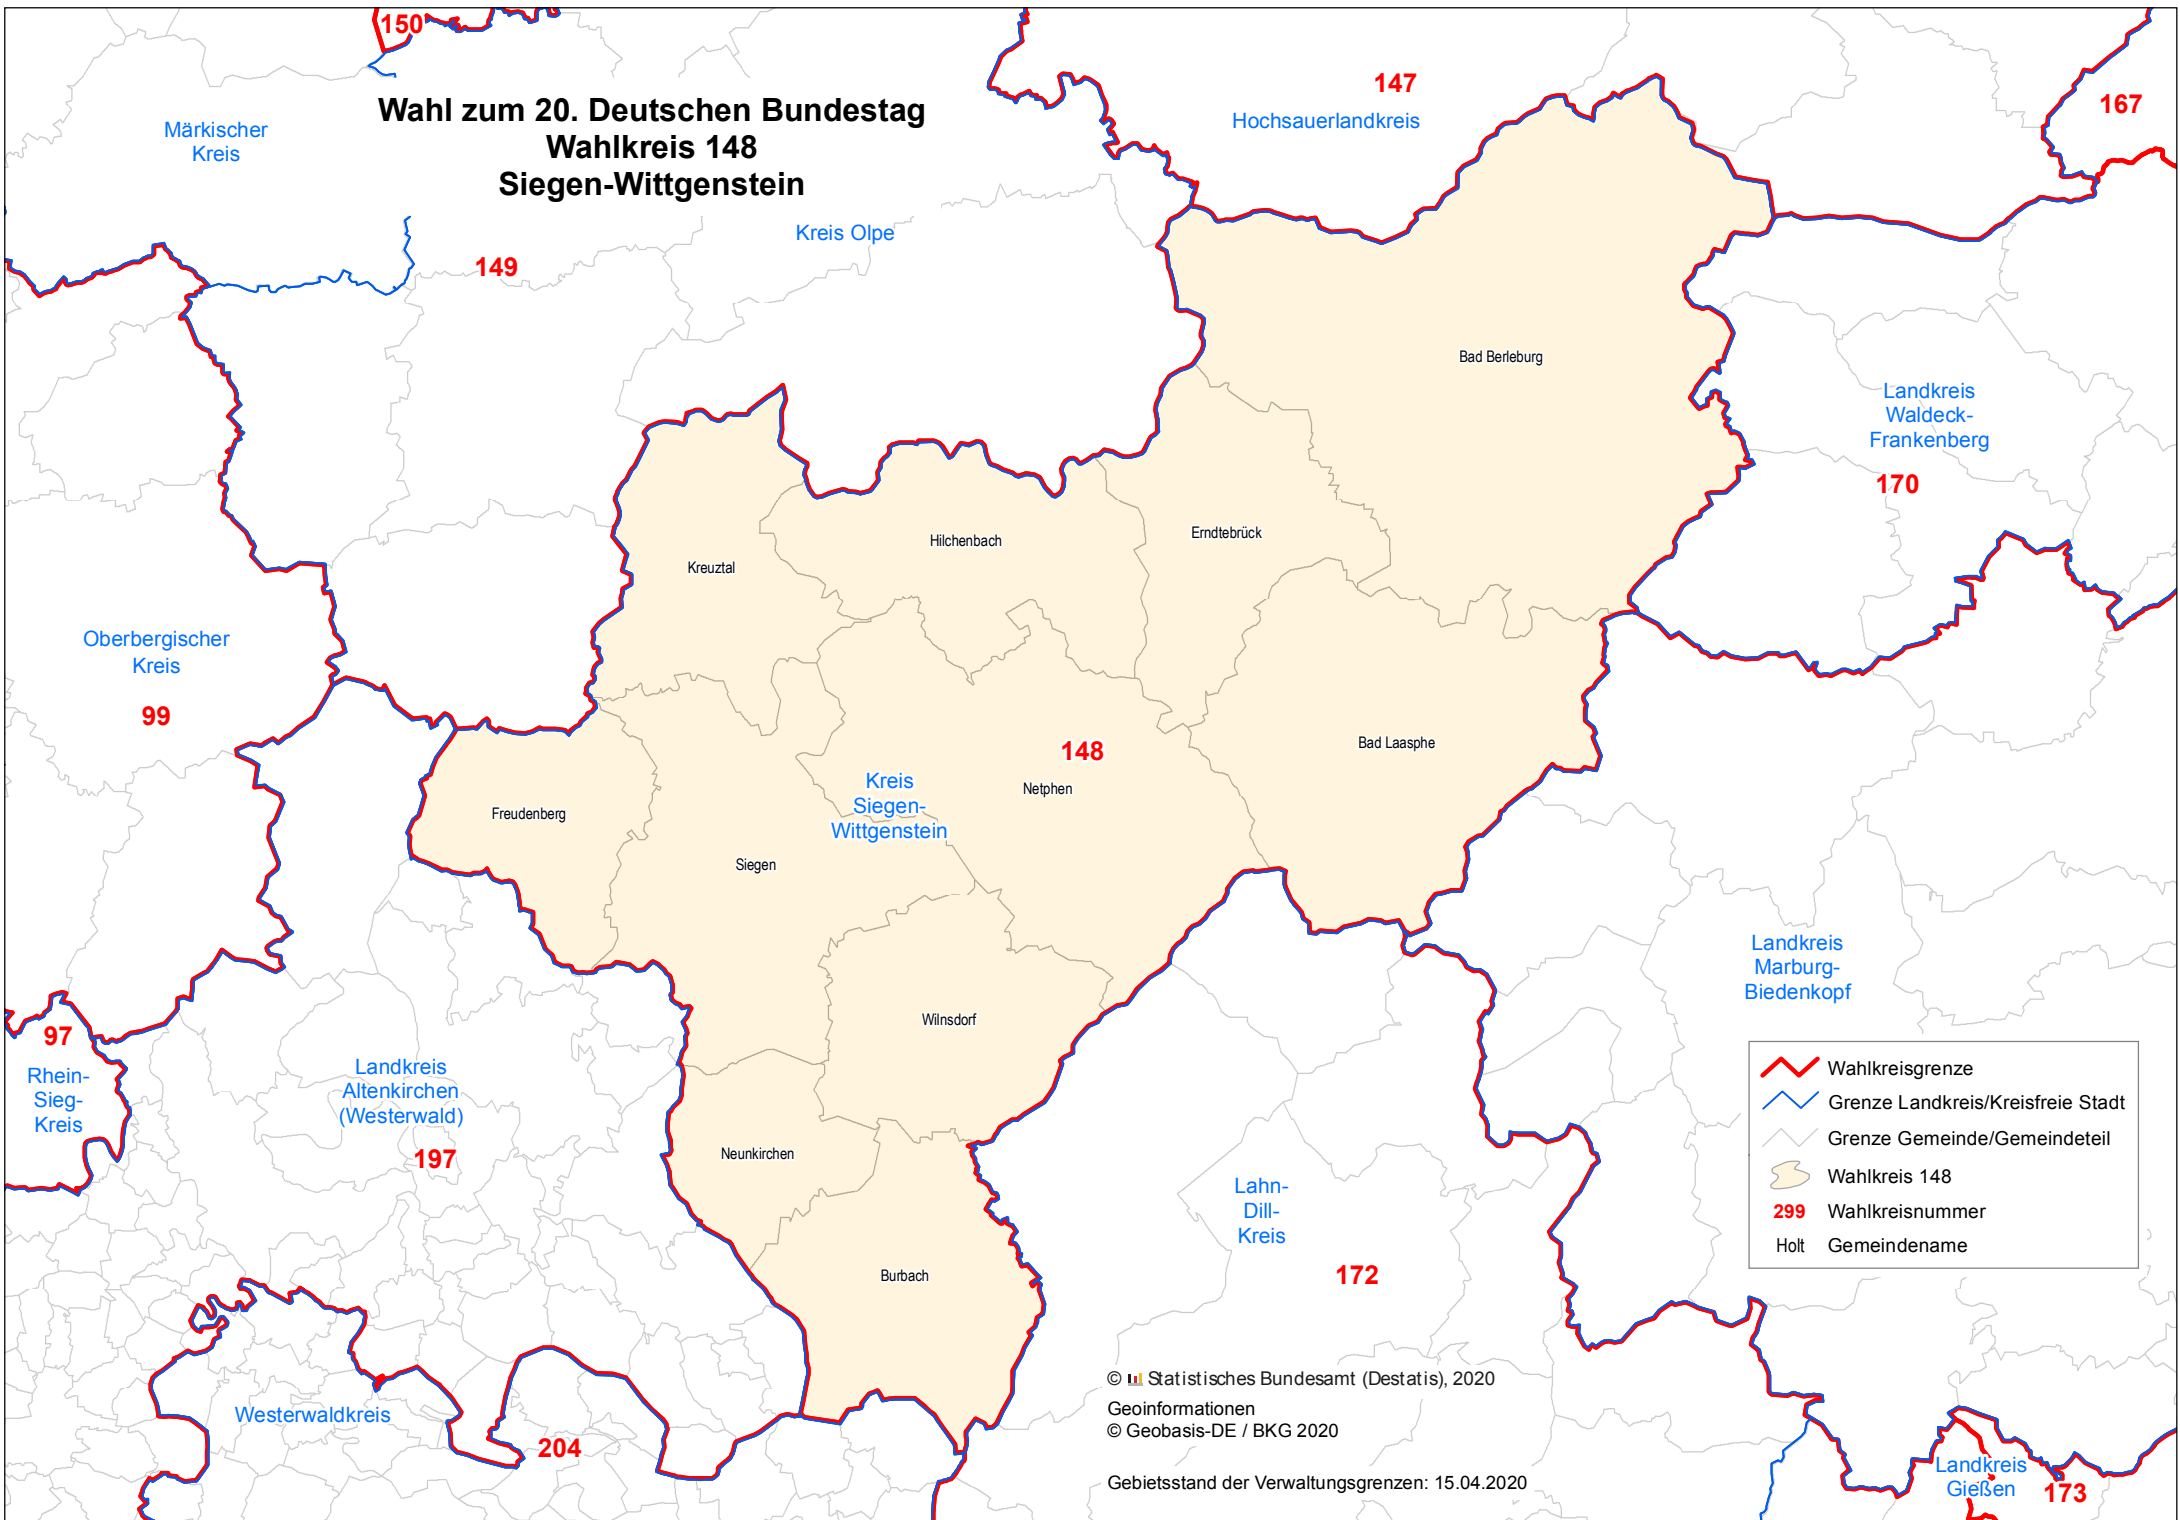 150
147
167
Wahl zum 20. Deutschen Bundestag
Wahlkreis 148
Siegen-Wittgenstein
Märkischer
Kreis
Hochsauerlandkreis
Kreis Olpe
149
Bad Berleburg
Landkreis
Waldeck-
Frankenberg
170
Hilchenbach
Erndtebrück
Kreuztal
Oberbergischer
Kreis
99
148
Bad Laasphe
Kreis
Siegen-
Wittgenstein
Netphen
Freudenberg
Siegen
Landkreis
Marburg-
Biedenkopf
Wilnsdorf
97
Rhein-
Sieg-
Kreis
Landkreis
Altenkirchen
(Westerwald)
197
Neunkirchen
Lahn-
Dill-
Kreis
172
Burbach
Wahlkreisgrenze
Grenze Landkreis/Kreisfreie Stadt
Grenze Gemeinde/Gemeindeteil
Wahlkreis 148
299 Wahlkreisnummer
Holt Gemeindename
Westerwaldkreis
204
© Statistisches Bundesamt (Destatis), 2020
Geoinformationen
© Geobasis-DE / BKG 2020
Gebietsstand der Verwaltungsgrenzen: 15.04.2020
Landkreis
Gießen
173